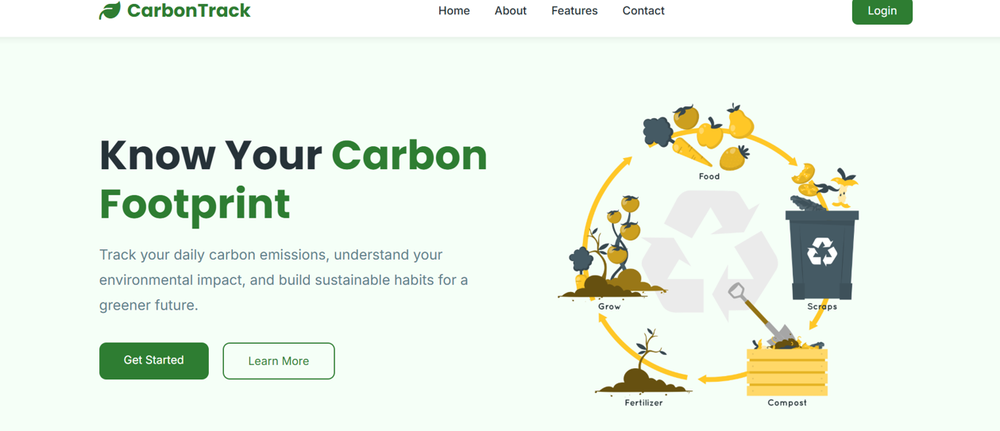 CarbonTrack
Home
About
Features
Contact
Login
Know Your Carbon
Footprint
Track your daily carbon emissions, understand your
environmental impact, and build sustainable habits for a
greener future.
Get Started
Learn More
Food
Scraps
Grow
Compost
Fertilizer